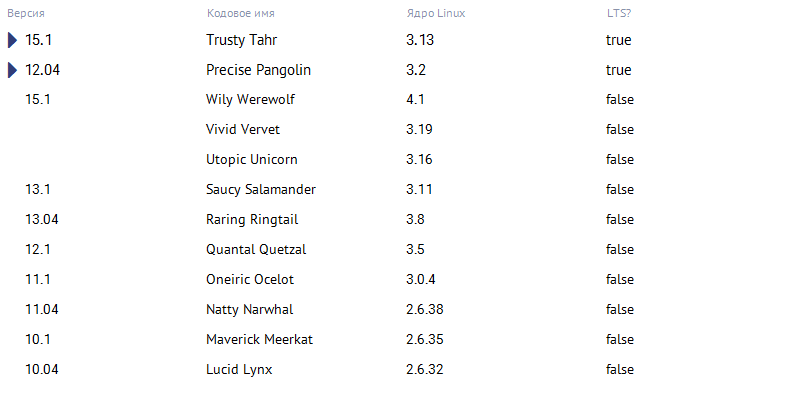 Версия Кодовое имя Ядро Linux LTS?
15.1 Trusty Tahr 3.13 true
12.04 Precise Pangolin 3.2 true
15.1 Wily Werewolf 4.1 false
Vivid Vervet 3.19 false
Utopic Unicorn 3.16 false
13.1 Saucy Salamander 3.11 false
13.04 Raring Ringtail 3.8 false
12.1 Quantal Quetzal 3.5 false
11.1 Oneiric Ocelot 3.0.4 false
11.04 Natty Narwhal 2.6.38 false
10.1 Maverick Meerkat 2.6.35 false
10.04 Lucid Lynx 2.6.32 false